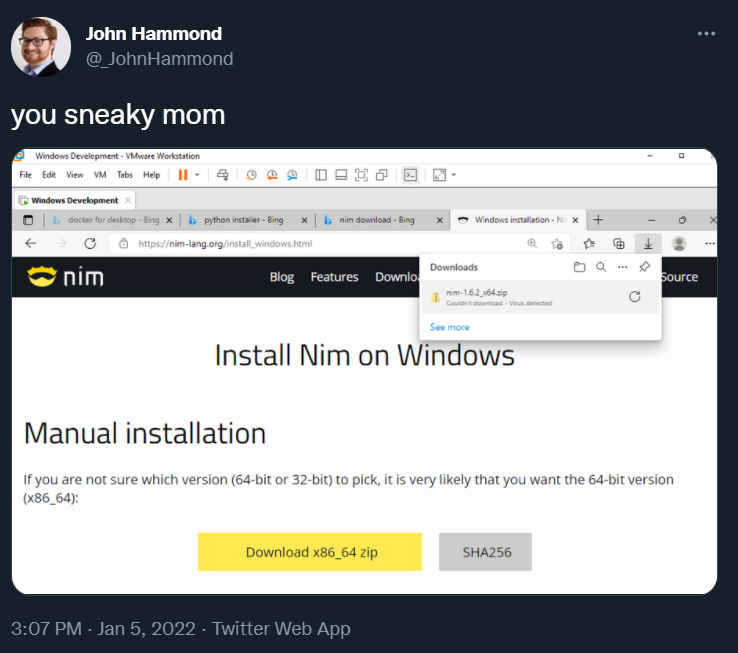 John Hammond
@_JohnHammond
you sneaky mom
Windows Development - VMware Workstation
File Edit View VM Tabs Help
Windows Development
docker for desktop - Bing
python installer - Bing
nim download - Bing
Windows installation - Ni
https://nim-lang.org/install_windows.html
nim
Blog Features Downloa
Source
Downloads
nim-1.6.2_x64.zip
Couldn't download - Virus detected
See more
Install Nim on Windows
Manual installation
If you are not sure which version (64-bit or 32-bit) to pick, it is very likely that you want the 64-bit version
(x86_64):
Download x86_64 zip
SHA256
3:07 PM · Jan 5, 2022 · Twitter Web App